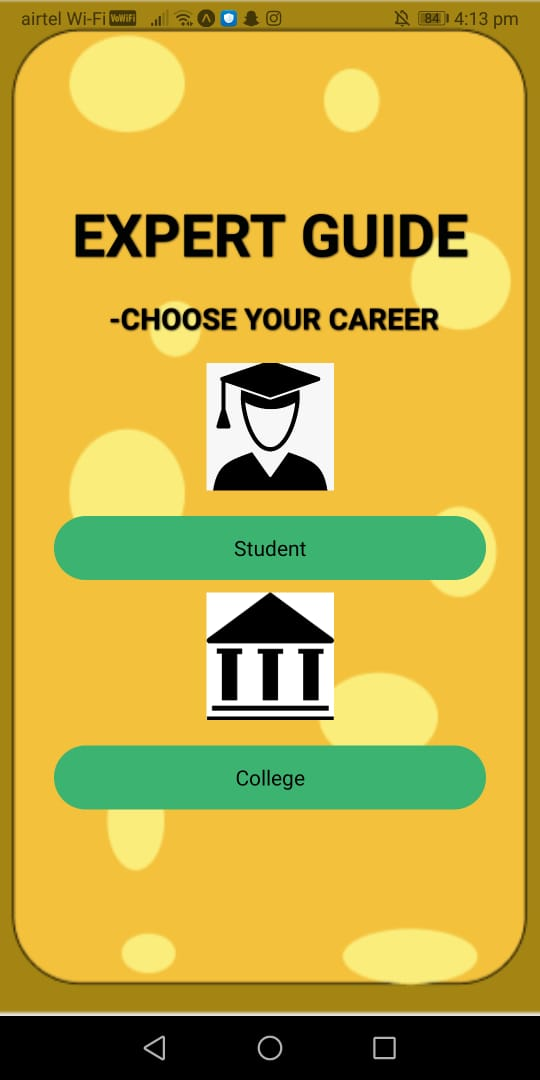 airtel Wi-Fi VoWiFi 84 4:13 pm
EXPERT GUIDE
-CHOOSE YOUR CAREER
Student
College